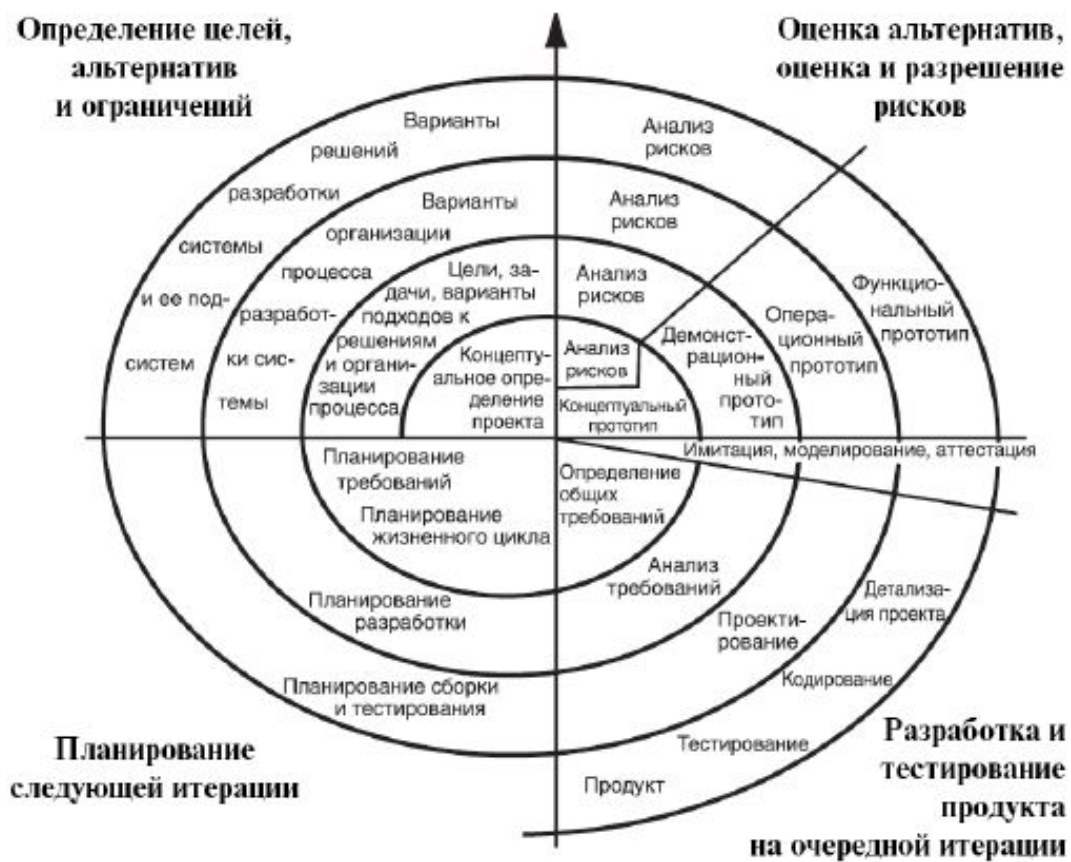 Определение целей,
альтернатив
и ограничений
Оценка альтернатив,
оценка и разрешение
рисков
Варианты
решений
разработки
системы
и ее под-
систем
Варианты
организации
процесса
разработ-
ки сис-
темы
Цели, за-
дачи, варианты
подходов к
решениям
и органи-
зации
процесса
Концепту-
альное опре-
деление
проекта
Анализ
рисков
Анализ
рисков
Анализ
рисков
Анализ
рисков
Концептуальный
прототип
Демонст-
рацион-
ный
прото-
тип
Опера-
ционный
прототип
Функцио-
нальный
прототип
Имитация, моделирование, аттестация
Планирование
требований
Планирование
жизненного цикла
Планирование
разработки
Планирование сборки
и тестирования
Определение
общих
требований
Анализ
требований
Проекти-
рование
Детализа-
ция проекта
Кодирование
Тестирование
Продукт
Планирование
следующей итерации
Разработка и
тестирование
продукта
на очередной итерации